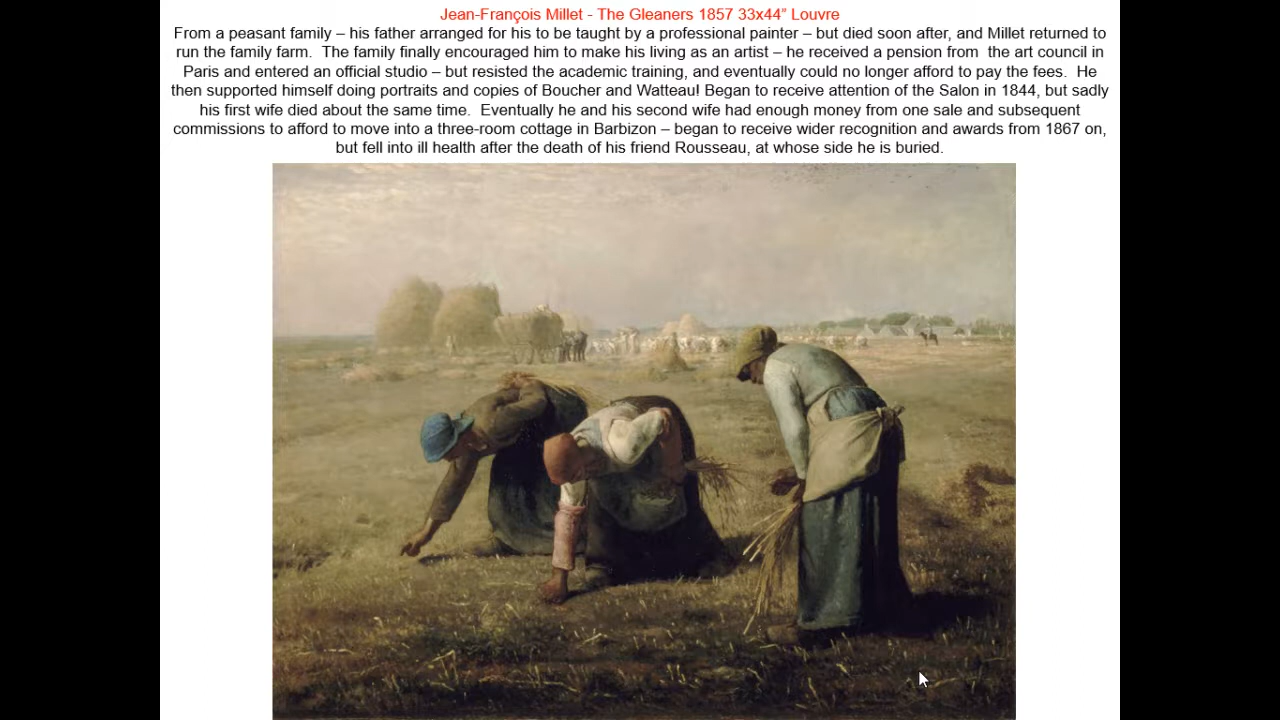 Jean-François Millet - The Gleaners 1857 33x44” Louvre
From a peasant family – his father arranged for his to be taught by a professional painter – but died soon after, and Millet returned to
run the family farm.  The family finally encouraged him to make his living as an artist – he received a pension from  the art council in
Paris and entered an official studio – but resisted the academic training, and eventually could no longer afford to pay the fees.  He
then supported himself doing portraits and copies of Boucher and Watteau! Began to receive attention of the Salon in 1844, but sadly
his first wife died about the same time.  Eventually he and his second wife had enough money from one sale and subsequent
commissions to afford to move into a three-room cottage in Barbizon – began to receive wider recognition and awards from 1867 on,
but fell into ill health after the death of his friend Rousseau, at whose side he is buried.